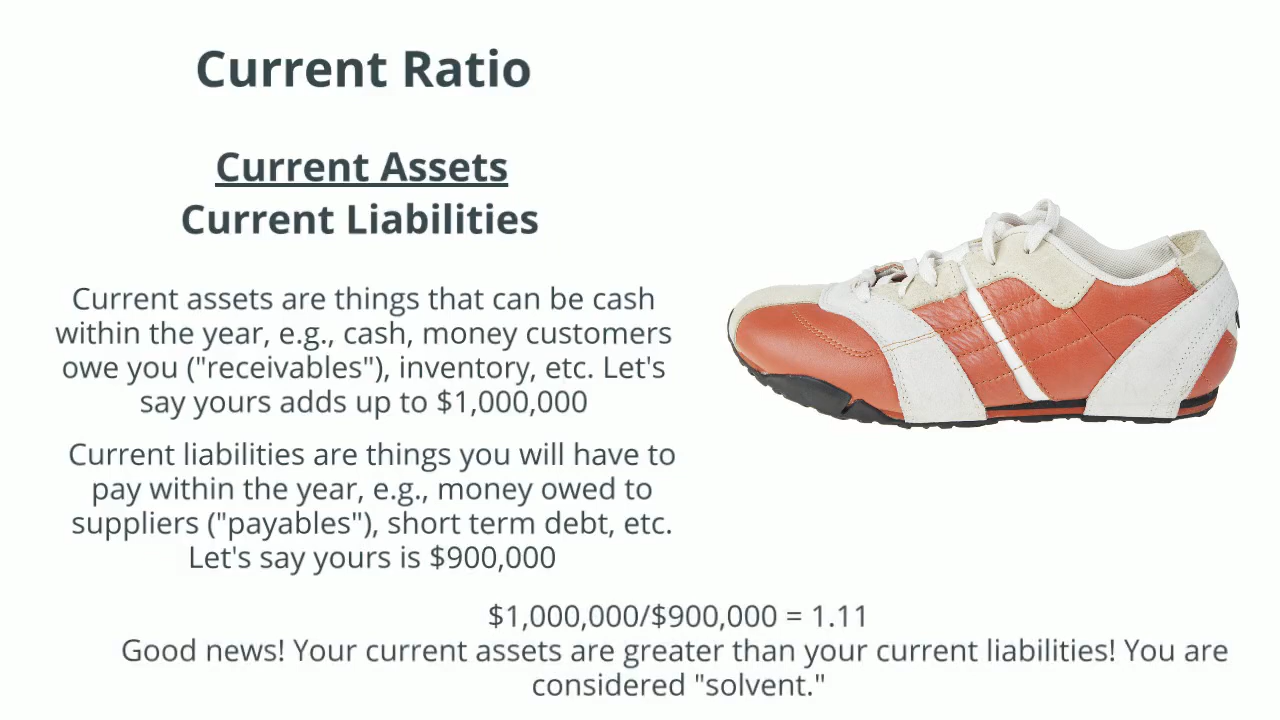 Current Ratio
Current Assets
Current Liabilities
Current assets are things that can be cash
within the year, e.g., cash, money customers
owe you ("receivables"), inventory, etc. Let's
say yours adds up to $1,000,000
Current liabilities are things you will have to
pay within the year, e.g., money owed to
suppliers ("payables"), short term debt, etc.
Let's say yours is $900,000
$1,000,000/$900,000 = 1.11
Good news! Your current assets are greater than your current liabilities! You are
considered "solvent."